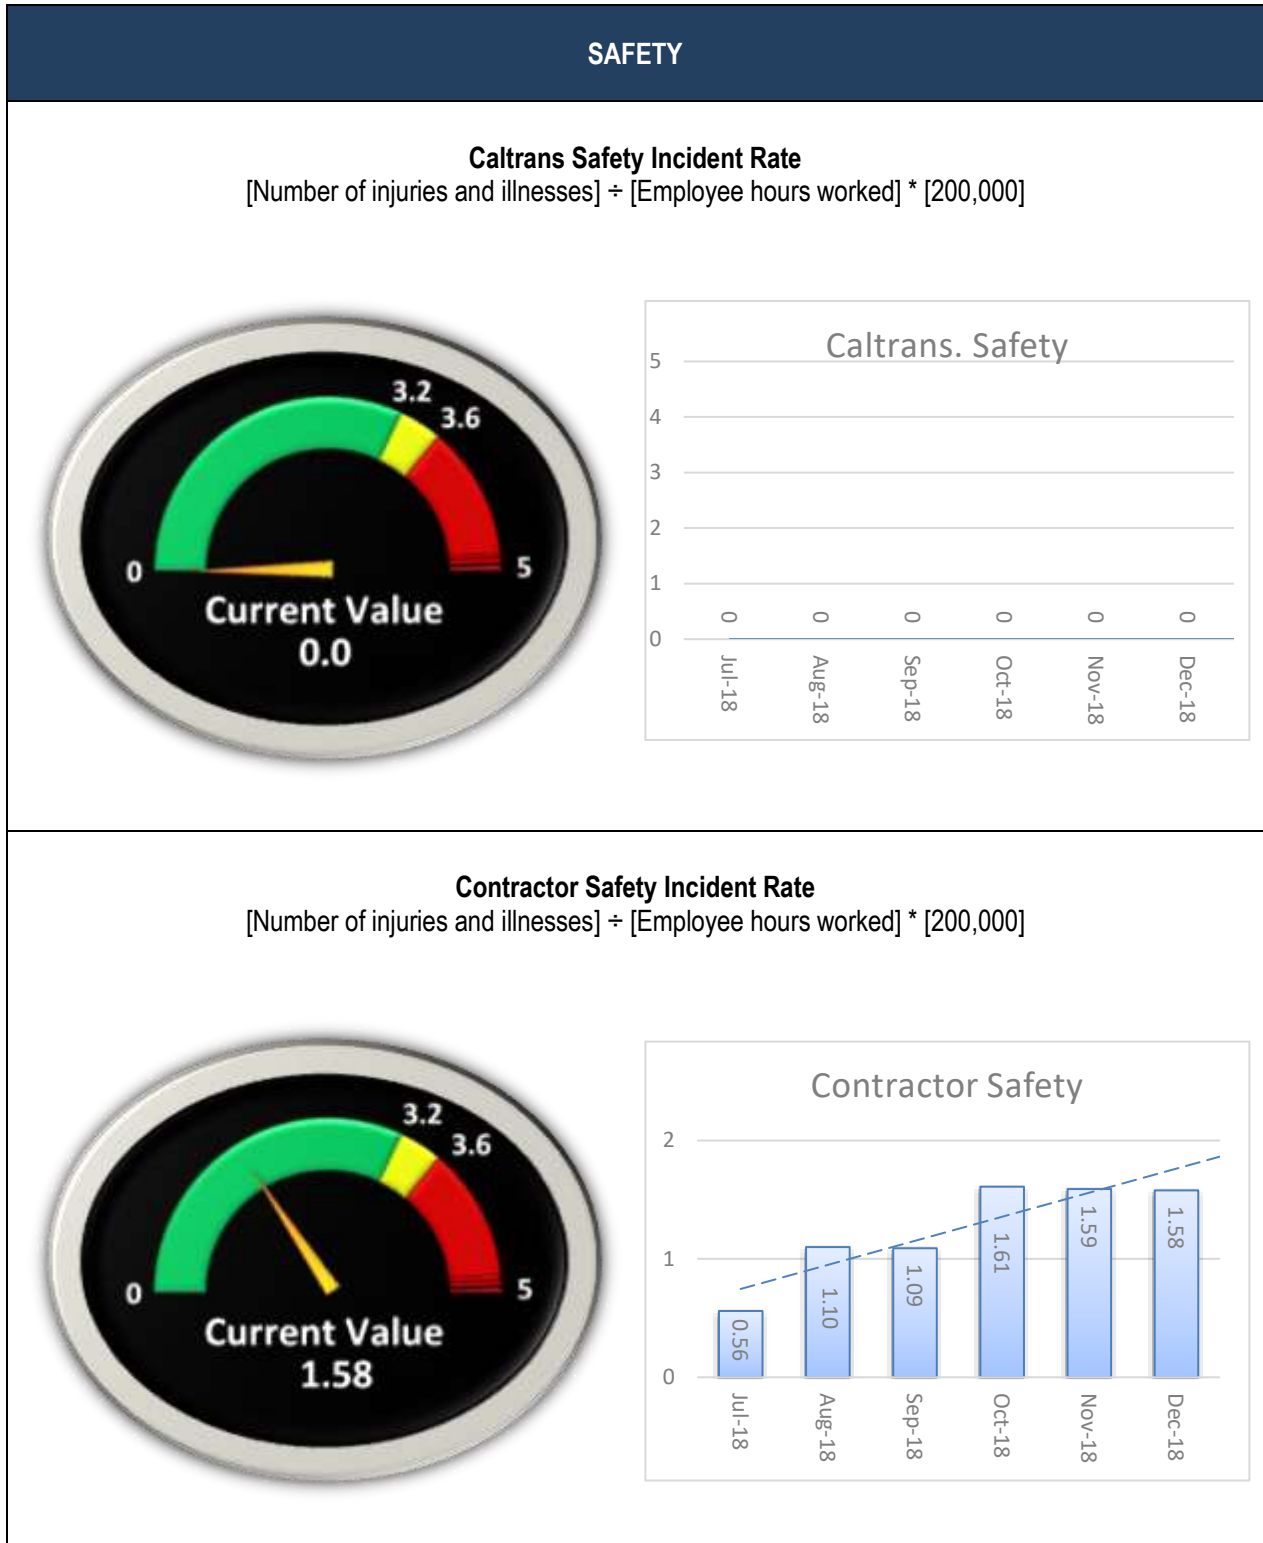 SAFETY
Caltrans Safety Incident Rate
[Number of injuries and illnesses] ÷ [Employee hours worked] * [200,000]
3.2
3.6
0
5
Current Value
0.0
Caltrans. Safety
5
4
3
2
1
0
0
0
0
0
0
0
Jul-18
Aug-18
Sep-18
Oct-18
Nov-18
Dec-18
Contractor Safety Incident Rate
[Number of injuries and illnesses] ÷ [Employee hours worked] * [200,000]
3.2
3.6
0
5
Current Value
1.58
Contractor Safety
2
1
0
0.56
1.10
1.09
1.61
1.59
1.58
Jul-18
Aug-18
Sep-18
Oct-18
Nov-18
Dec-18